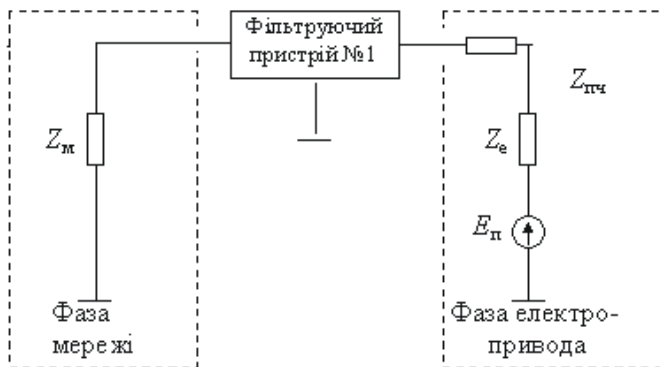 Фільтруючий
пристрій №1
Zпч
Zм
Zе
Eп
Фаза
мережі
Фаза електро-
привода